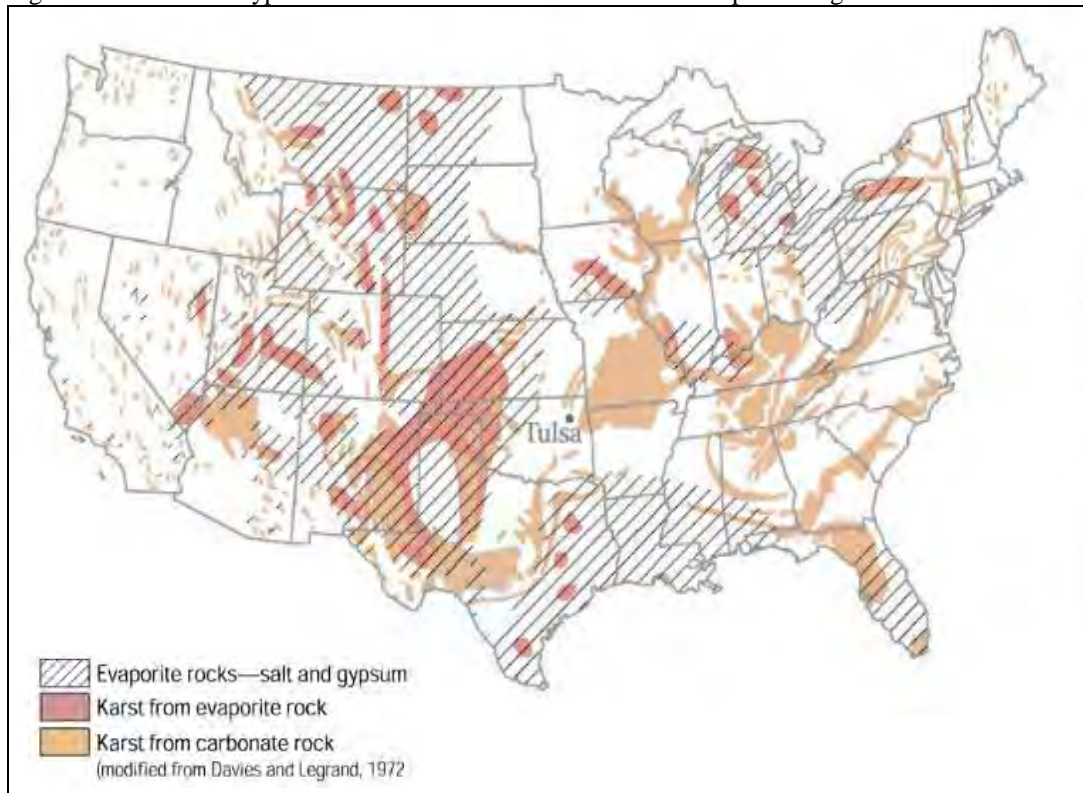 Tulsa
Evaporite rocks—salt and gypsum
Karst from evaporite rock
Karst from carbonate rock
(modified from Davies and Legrand, 1972